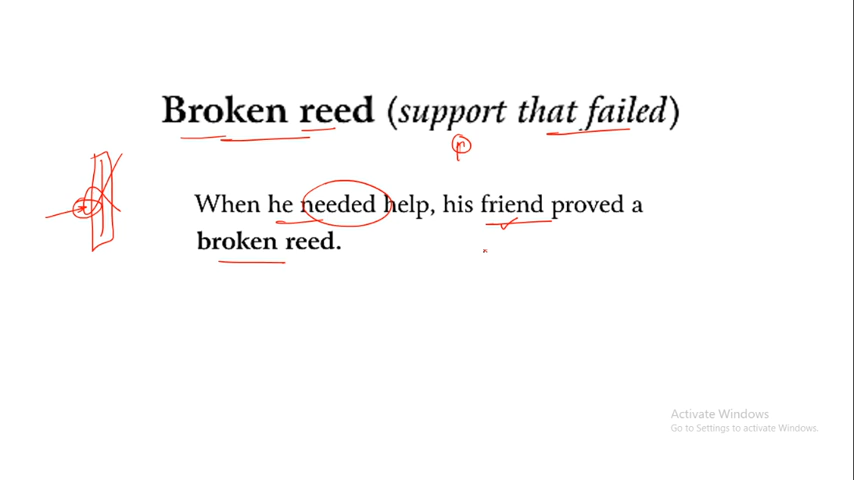 Broken reed (support that failed)
When he needed help, his friend proved a
broken reed.
Activate Windows
Go to Settings to activate Windows.